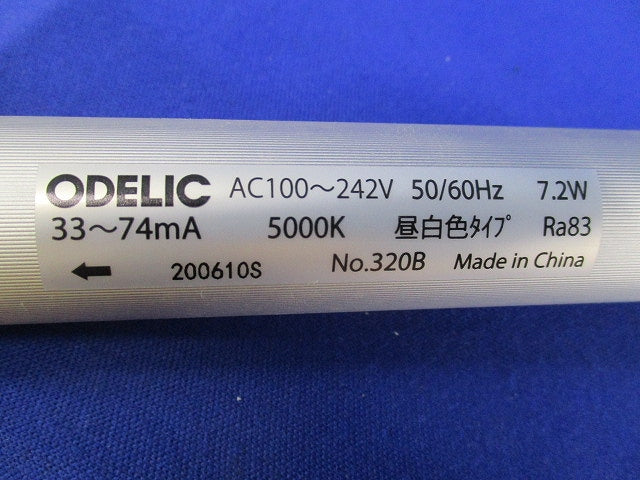 ODELIC AC100～242V 50/60Hz 7.2W
33～74mA 5000K 昼白色ﾀｲﾌﾟ Ra83
← 200610S No.320B Made in China